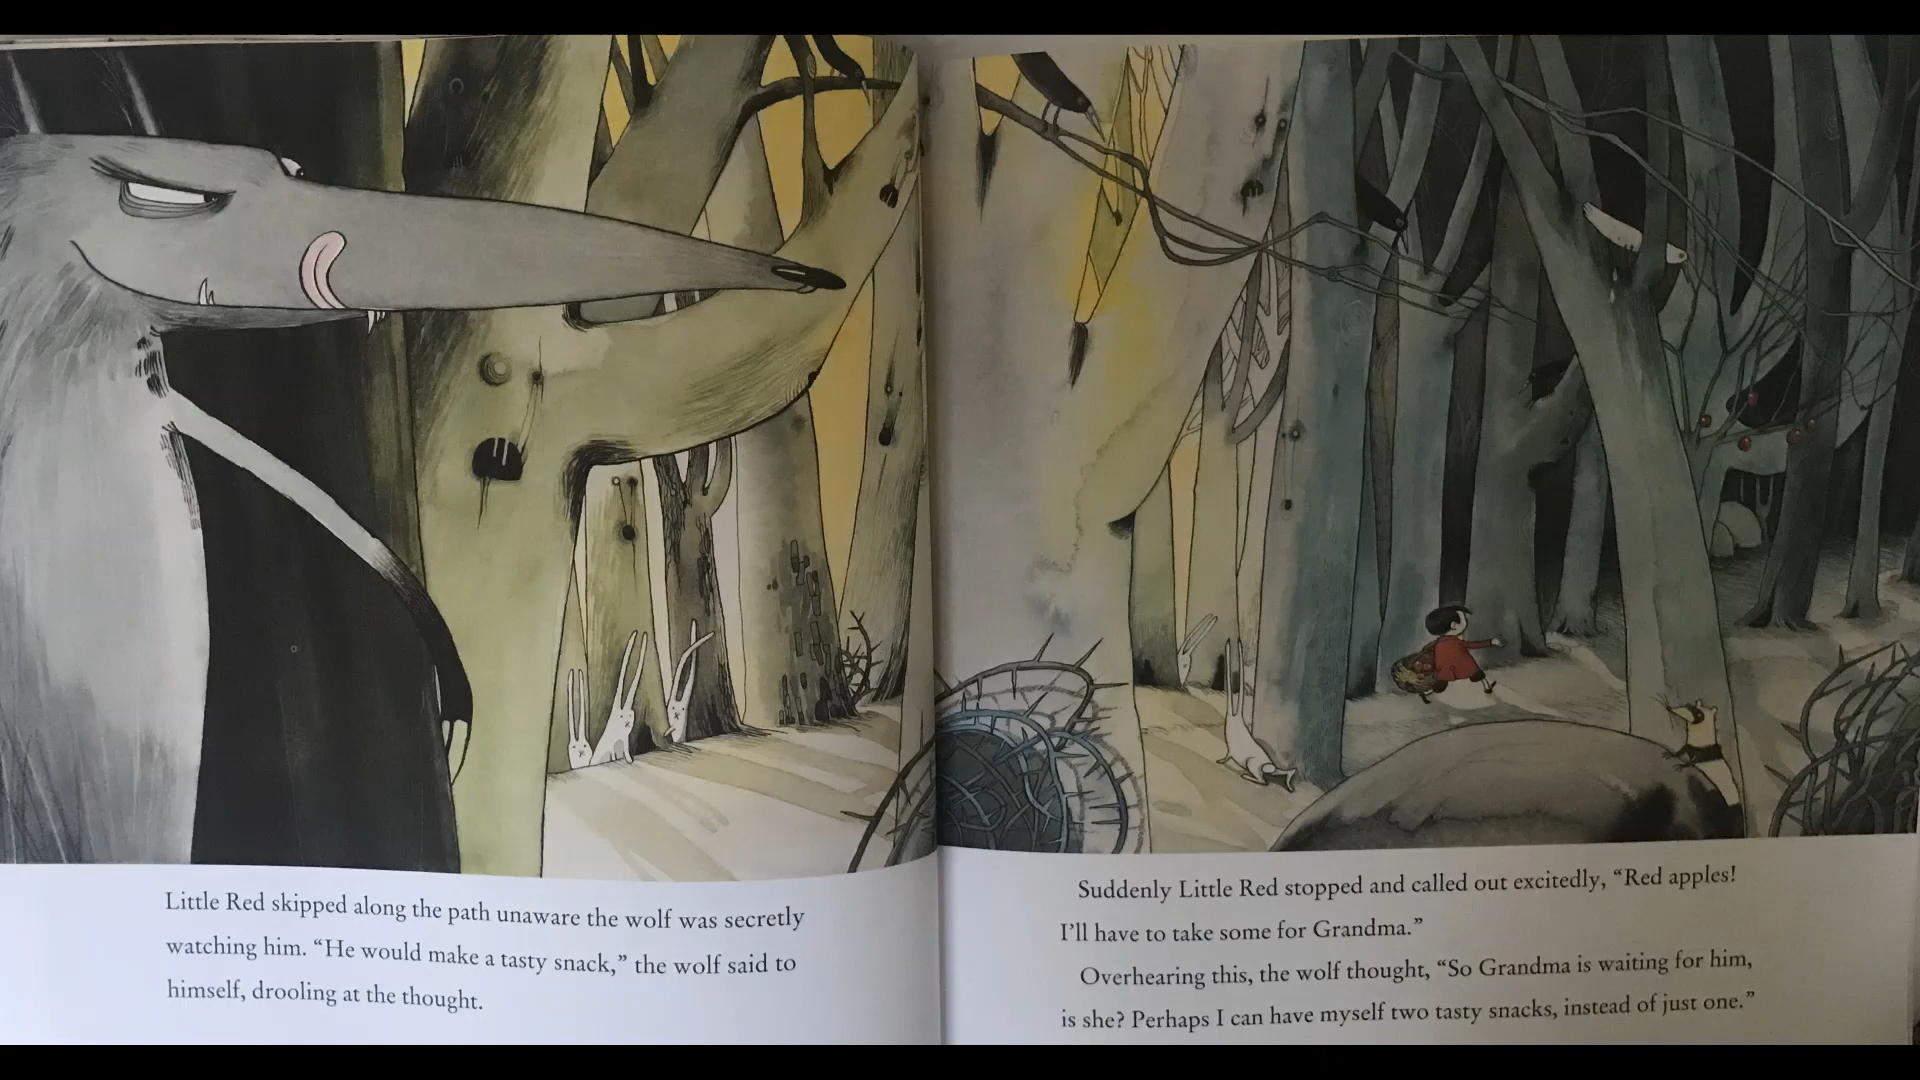 Little Red skipped along the path unaware the wolf was secretly
watching him. “He would make a tasty snack,” the wolf said to
himself, drooling at the thought.
Suddenly Little Red stopped and called out excitedly, “Red apples!
I’ll have to take some for Grandma.”
Overhearing this, the wolf thought, “So Grandma is waiting for him,
is she? Perhaps I can have myself two tasty snacks, instead of just one.”